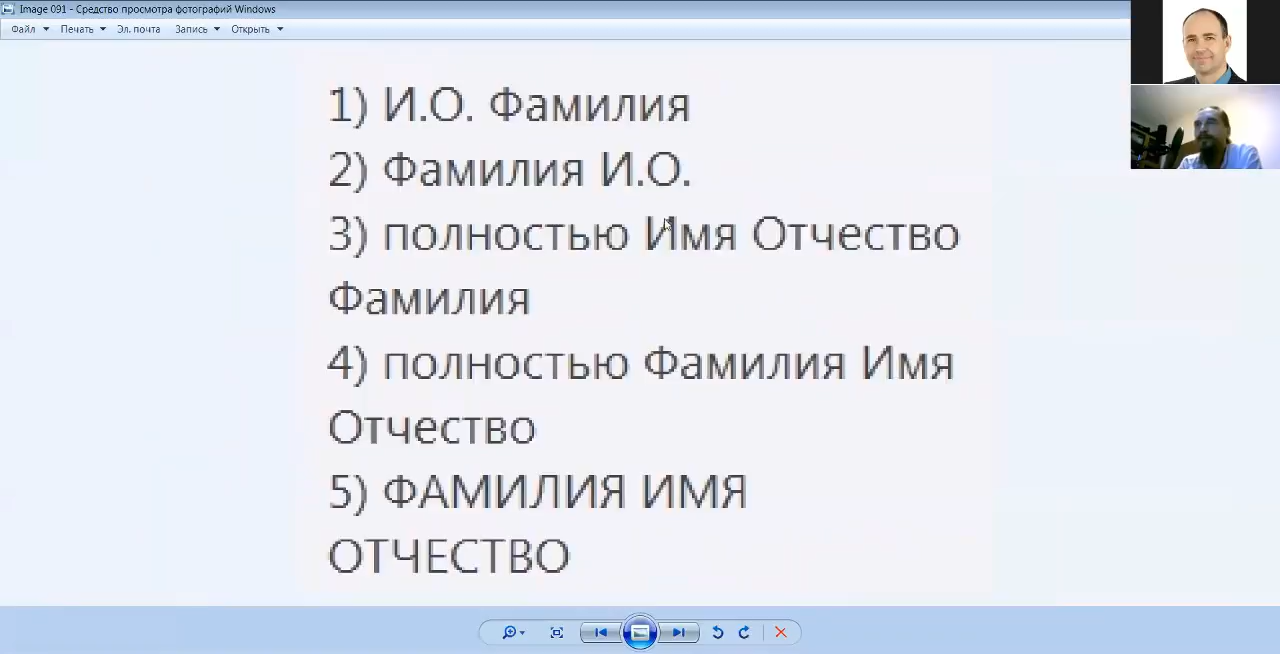 Image 091 - Средство просмотра фотографий Windows
Файл Печать Эл. почта Запись Открыть
1) И.О. Фамилия
2) Фамилия И.О.
3) полностью Имя Отчество
Фамилия
4) полностью Фамилия Имя
Отчество
5) ФАМИЛИЯ ИМЯ
ОТЧЕСТВО